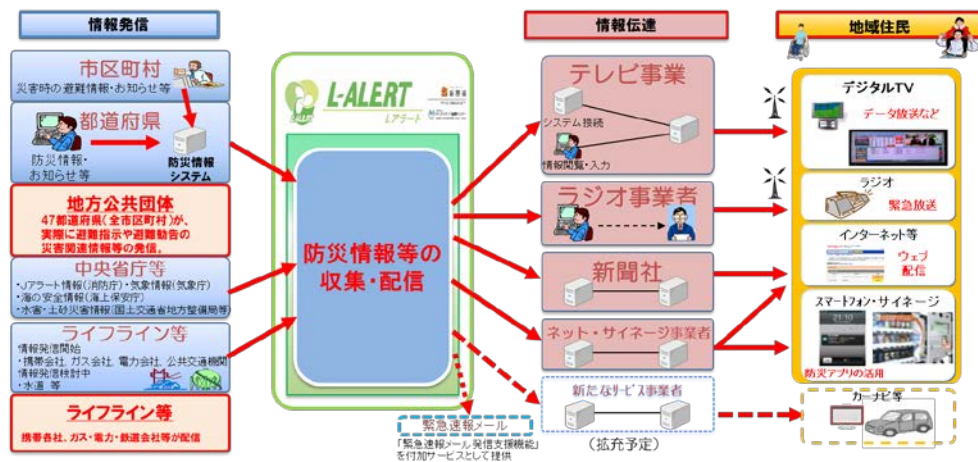 情報発信
市区町村
災害時の避難情報・お知らせ等
都道府県
防災情報・
お知らせ等
防災情報
システム
地方公共団体
47都道府県(全市区町村)が、
実際に避難指示や避難勧告の
災害関連情報等の発信。
中央省庁等
・Jアラート情報(消防庁)・気象情報(気象庁)
・海の安全情報(海上保安庁)
・水害・土砂災害情報(国土交通省地方整備局等)
ライフライン等
情報発信開始
・携帯会社、ガス会社、電力会社、公共交通機関
情報発信検討中
・水道 等
ライフライン等
携帯各社、ガス・電力・鉄道会社等が配信
L-ALERT
Lアラート
防災情報等の
収集・配信
緊急速報メール
「緊急速報メール発信支援機能」
を付加サービスとして提供
情報伝達
テレビ事業
システム接続
情報閲覧・入力
ラジオ事業者
新聞社
ネット・サイネージ事業者
新たなサービス事業者
(拡充予定)
地域住民
デジタルTV
データ放送など
ラジオ
緊急放送
インターネット等
ウェブ
配信
スマートフォン・サイネージ
21:10
防災アプリの活用
カーナビ等